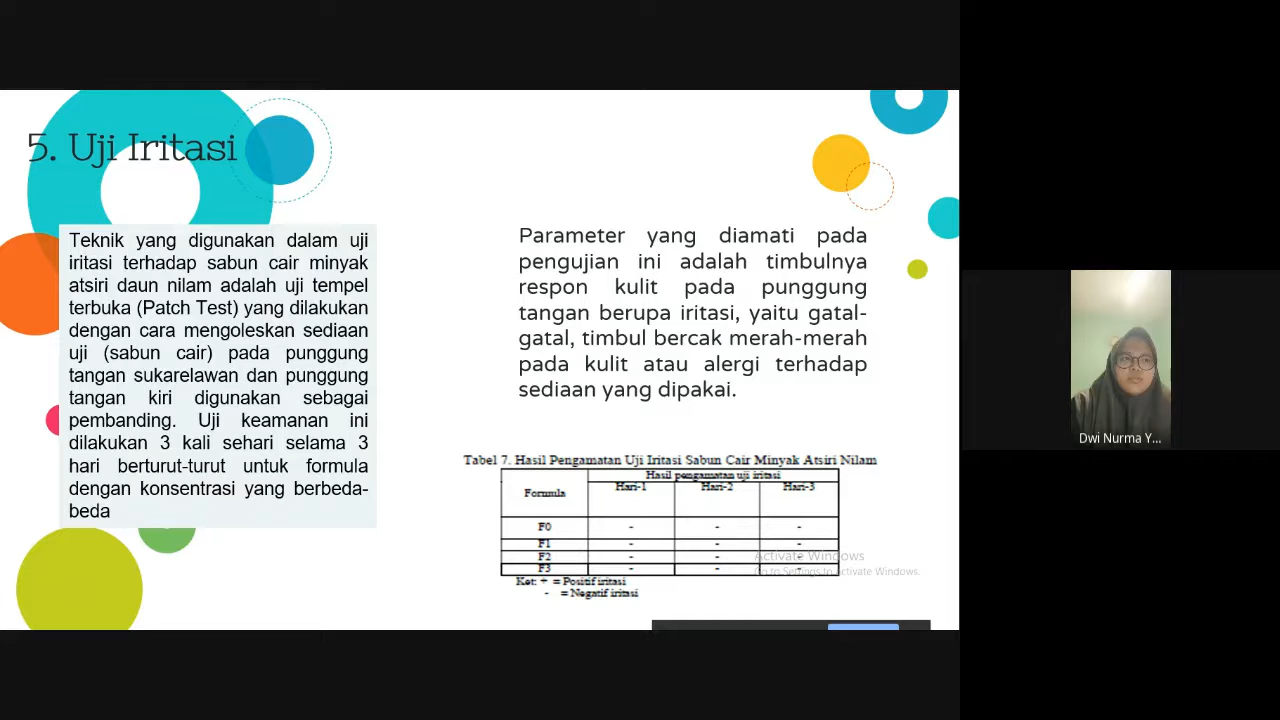 5. Uji Iritasi
Teknik yang digunakan dalam uji
iritasi terhadap sabun cair minyak
atsiri daun nilam adalah uji tempel
terbuka (Patch Test) yang dilakukan
dengan cara mengoleskan sediaan
uji (sabun cair) pada punggung
tangan sukarelawan dan punggung
tangan kiri digunakan sebagai
pembanding. Uji keamanan ini
dilakukan 3 kali sehari selama 3
hari berturut-turut untuk formula
dengan konsentrasi yang berbeda-
beda
Parameter yang diamati pada
pengujian ini adalah timbulnya
respon kulit pada punggung
tangan berupa iritasi, yaitu gatal-
gatal, timbul bercak merah-merah
pada kulit atau alergi terhadap
sediaan yang dipakai.
Tabel 7. Hasil Pengamatan Uji Iritasi Sabun Cair Minyak Atsiri Nilam
Formula Hasil pengamatan uji iritasi
Hari-1 Hari-2 Hari-3
F0 - - -
F1 - - -
F2 - - -
F3 - - -
Ket: + = Positif iritasi
- = Negatif iritasi
Activate Windows
Go to Settings to activate Windows.
Dwi Nurma Y...